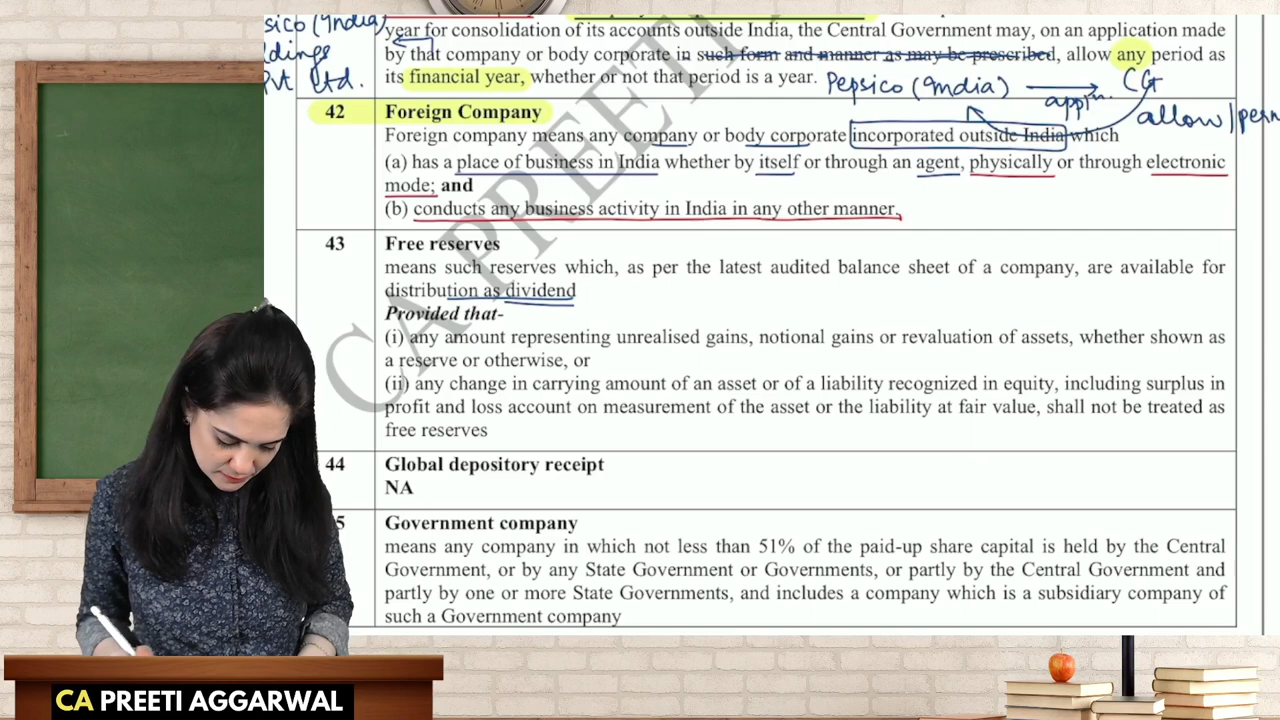 sico (India)
ldings
Pvt Ltd.
year for consolidation of its accounts outside India, the Central Government may, on an application made
by that company or body corporate in such form and manner as may be prescribed, allow any period as
its financial year, whether or not that period is a year.
Pepsico (India) → CG
appln.
allow/perm
42 Foreign Company
Foreign company means any company or body corporate incorporated outside India which
(a) has a place of business in India whether by itself or through an agent, physically or through electronic
mode; and
(b) conducts any business activity in India in any other manner.
43 Free reserves
means such reserves which, as per the latest audited balance sheet of a company, are available for
distribution as dividend
Provided that-
(i) any amount representing unrealised gains, notional gains or revaluation of assets, whether shown as
a reserve or otherwise, or
(ii) any change in carrying amount of an asset or of a liability recognized in equity, including surplus in
profit and loss account on measurement of the asset or the liability at fair value, shall not be treated as
free reserves
44 Global depository receipt
NA
5 Government company
means any company in which not less than 51% of the paid-up share capital is held by the Central
Government, or by any State Government or Governments, or partly by the Central Government and
partly by one or more State Governments, and includes a company which is a subsidiary company of
such a Government company
CA PREET
CA PREETI AGGARWAL